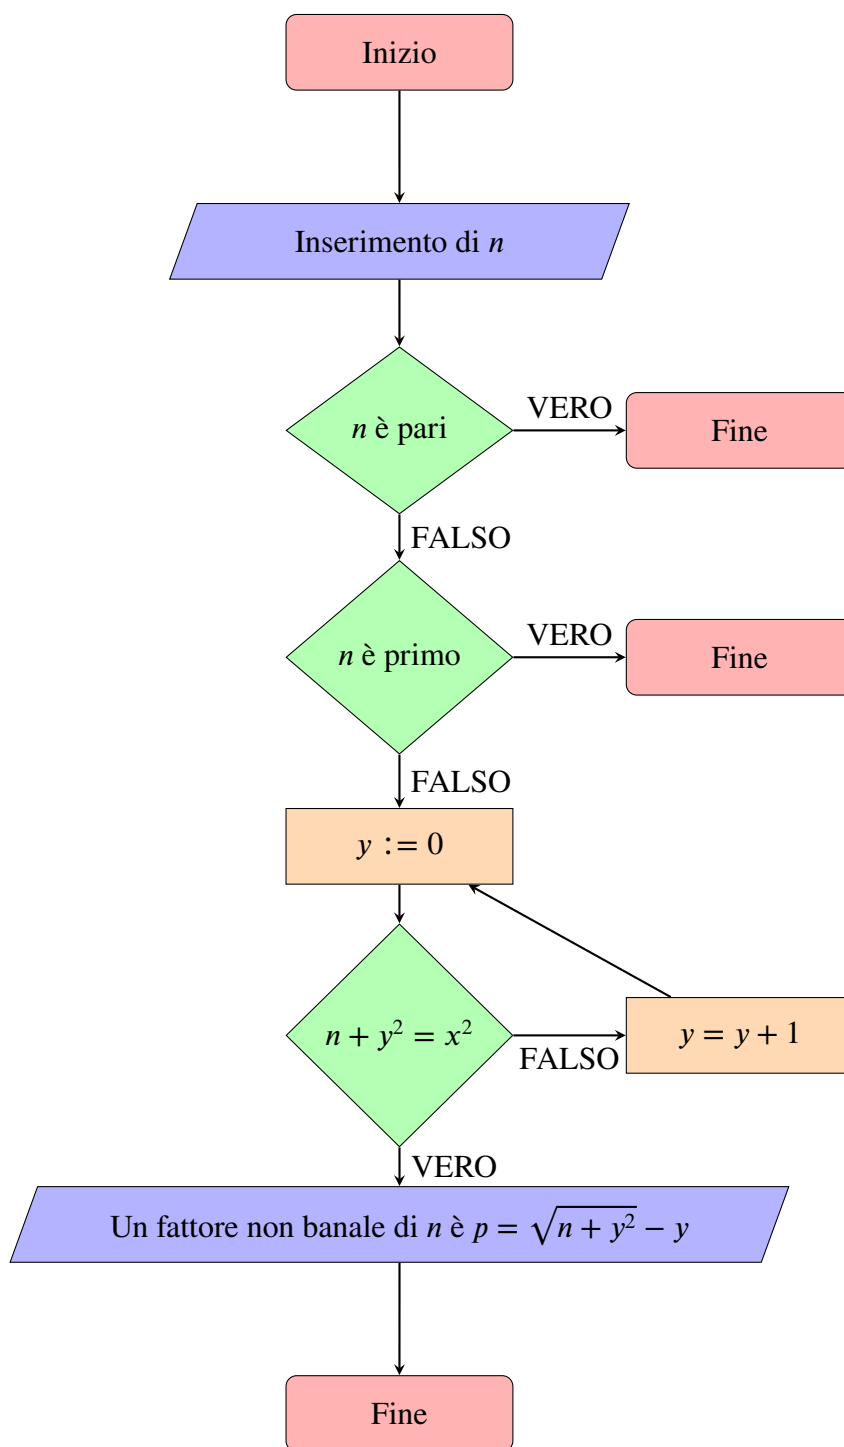 Inizio
Inserimento di n
n è pari
VERO
Fine
FALSO
n è primo
VERO
Fine
FALSO
y := 0
n + y² = x²
FALSO
y = y + 1
VERO
Un fattore non banale di n è p = √(n + y²) − y
Fine